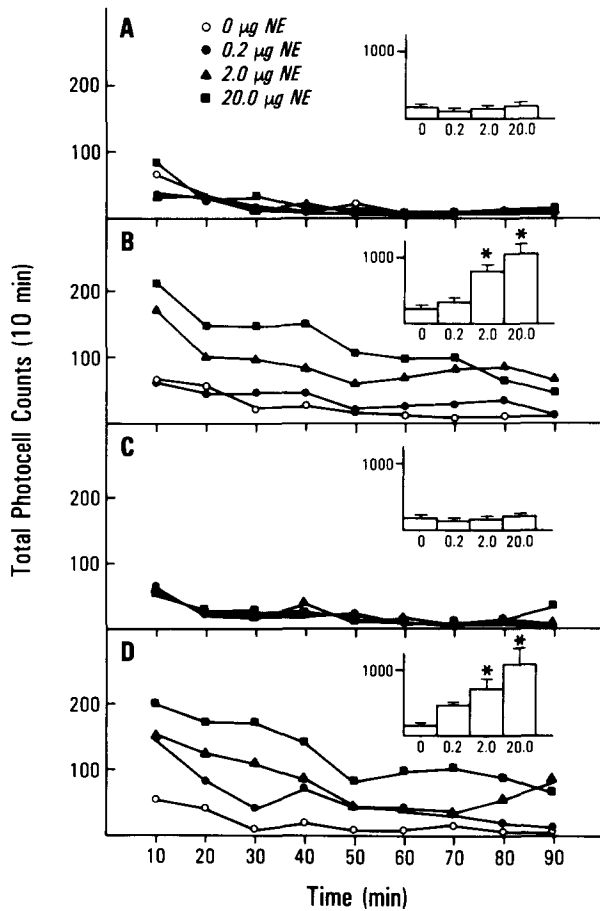 Total Photocell Counts (10 min)
A
0 µg NE
0.2 µg NE
2.0 µg NE
20.0 µg NE
200
100
1000
0 0.2 2.0 20.0
B
200
100
1000
* *
0 0.2 2.0 20.0
C
200
100
1000
0 0.2 2.0 20.0
D
200
100
1000
* *
0 0.2 2.0 20.0
10 20 30 40 50 60 70 80 90
Time (min)